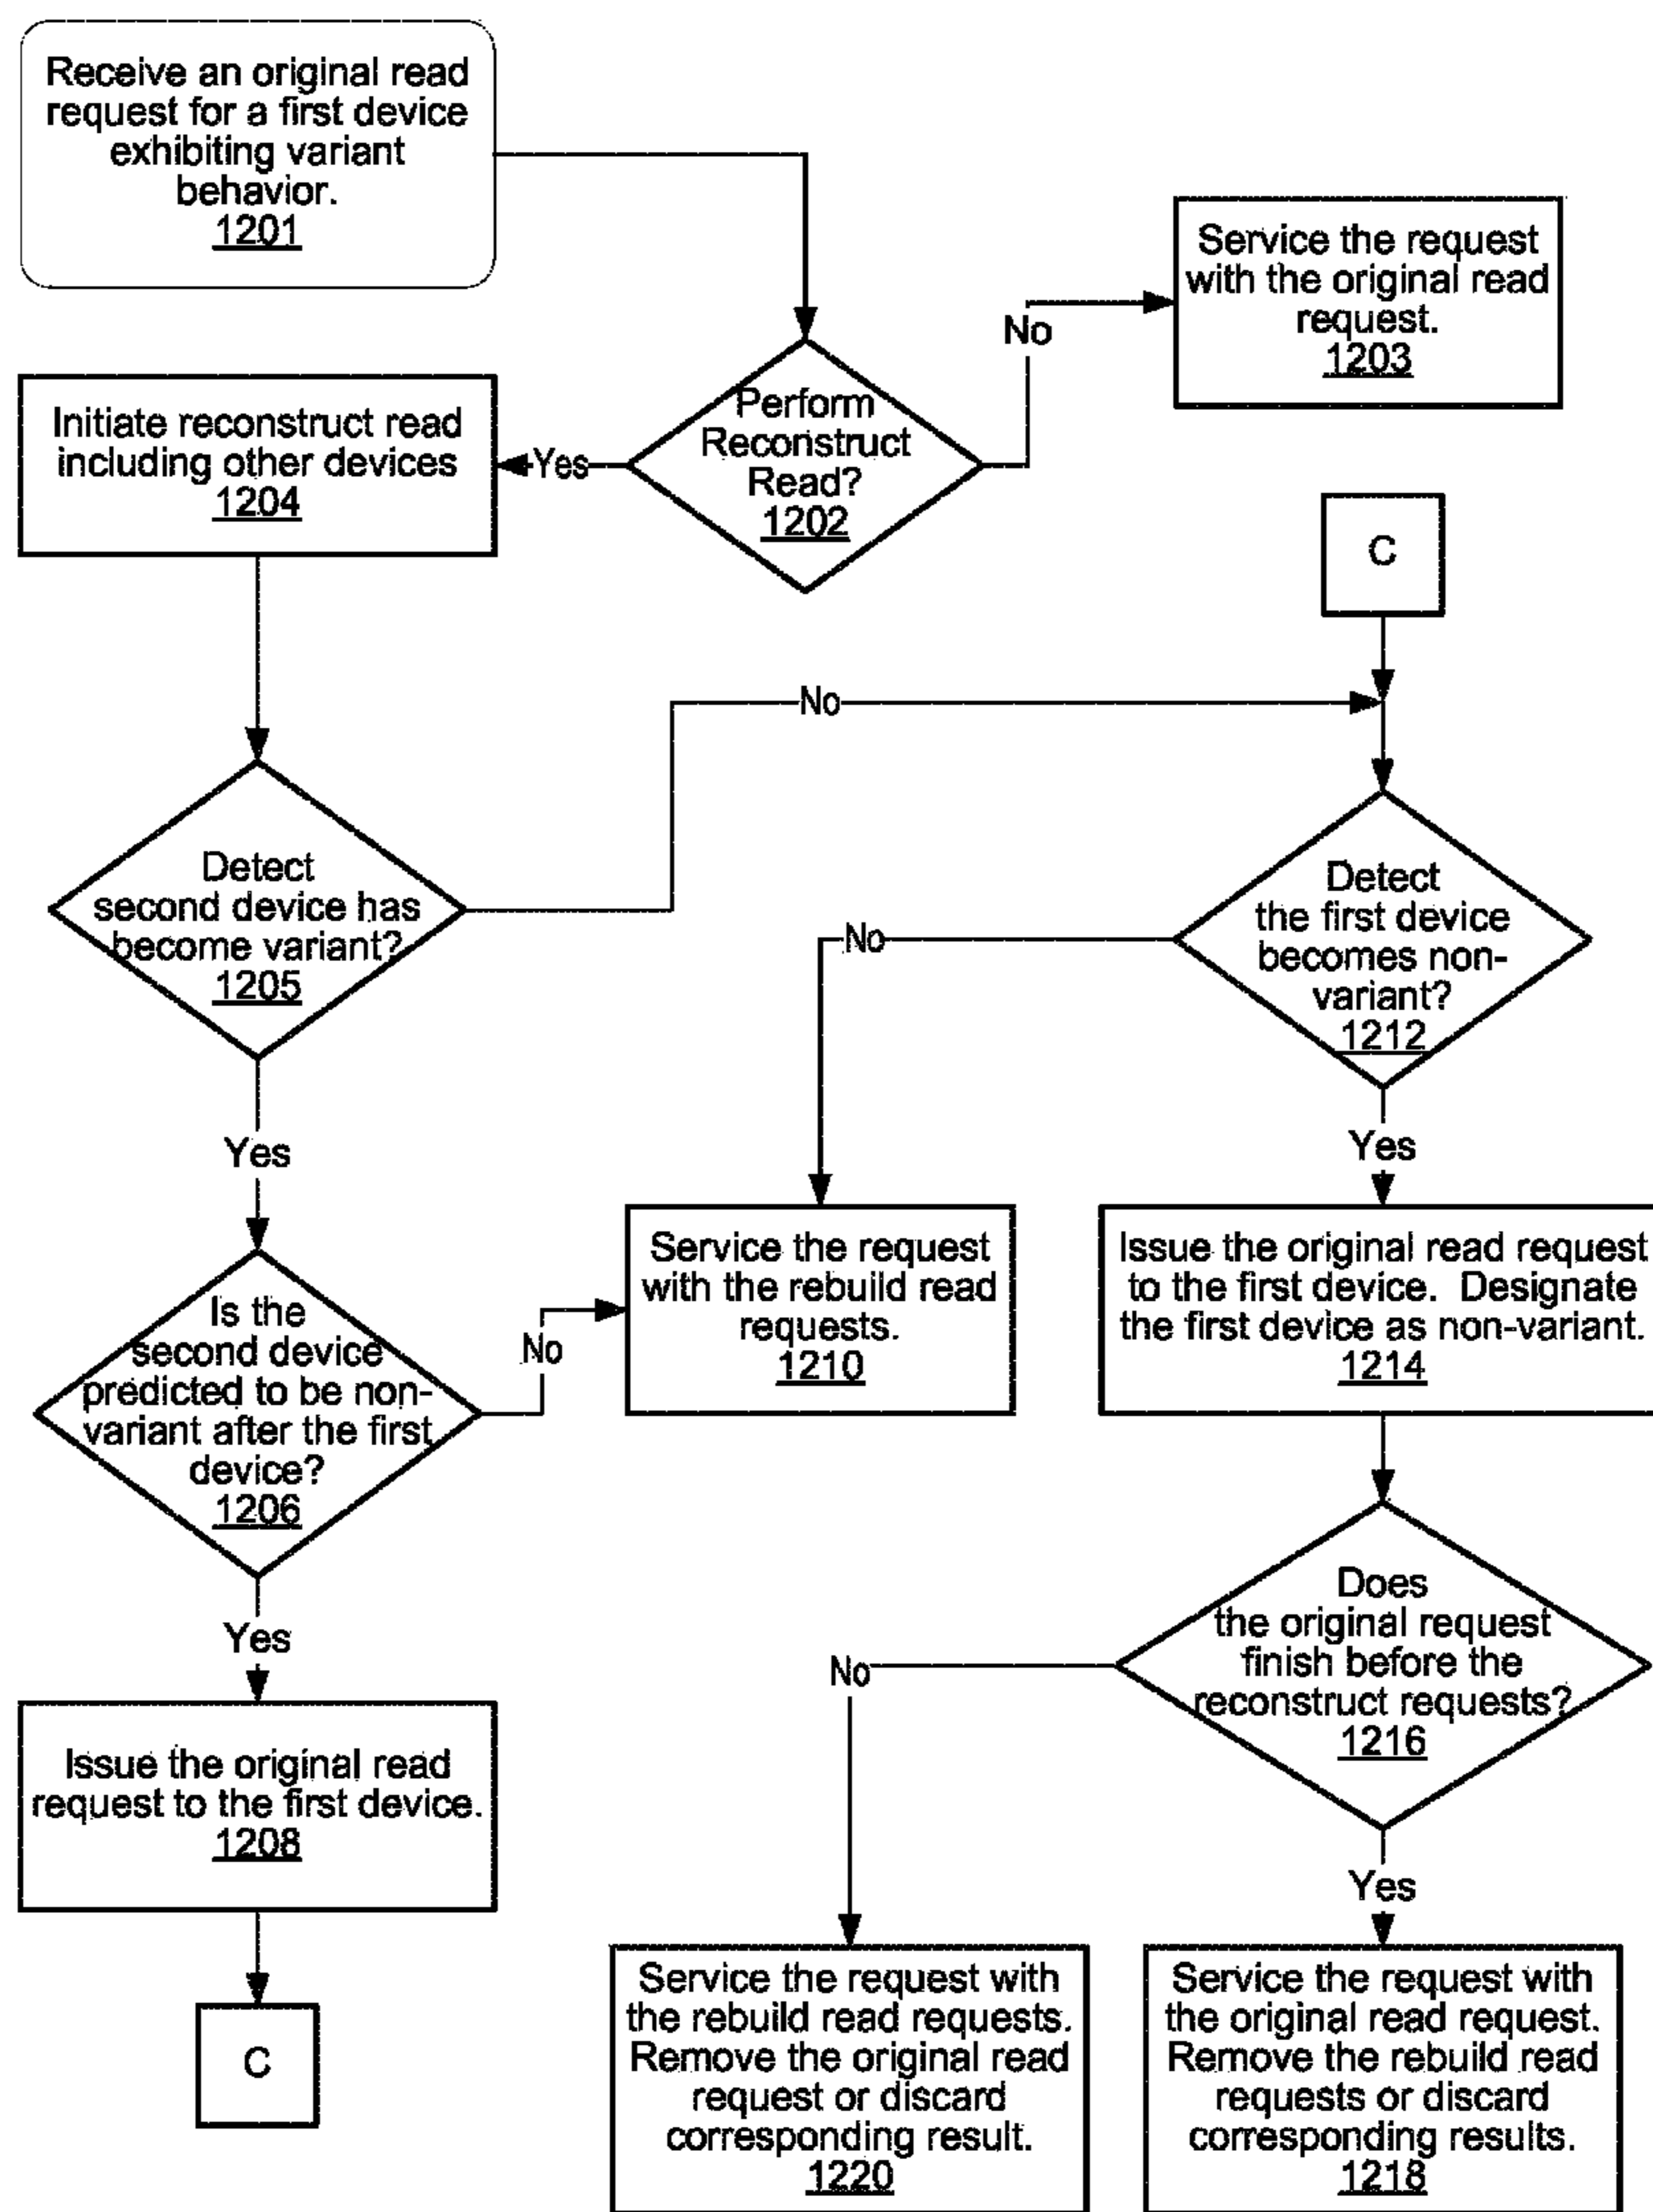 Receive an original read
request for a first device
exhibiting variant
behavior.
1201
Service the request
with the original read
request.
1203
No
Perform
Reconstruct
Read?
1202
Yes
Initiate reconstruct read
including other devices
1204
C
No
Detect
second device has
become variant?
1205
Detect
the first device
becomes non-
variant?
1212
No
Yes
Yes
Service the request
with the rebuild read
requests.
1210
Issue the original read request
to the first device. Designate
the first device as non-variant.
1214
Is the
second device
predicted to be non-
variant after the first
device?
1206
No
Yes
Does
the original request
finish before the
reconstruct requests?
1216
No
Yes
Issue the original read
request to the first device.
1208
C
Service the request with
the rebuild read requests.
Remove the original read
request or discard
corresponding result.
1220
Service the request with
the original read request.
Remove the rebuild read
requests or discard
corresponding results.
1218